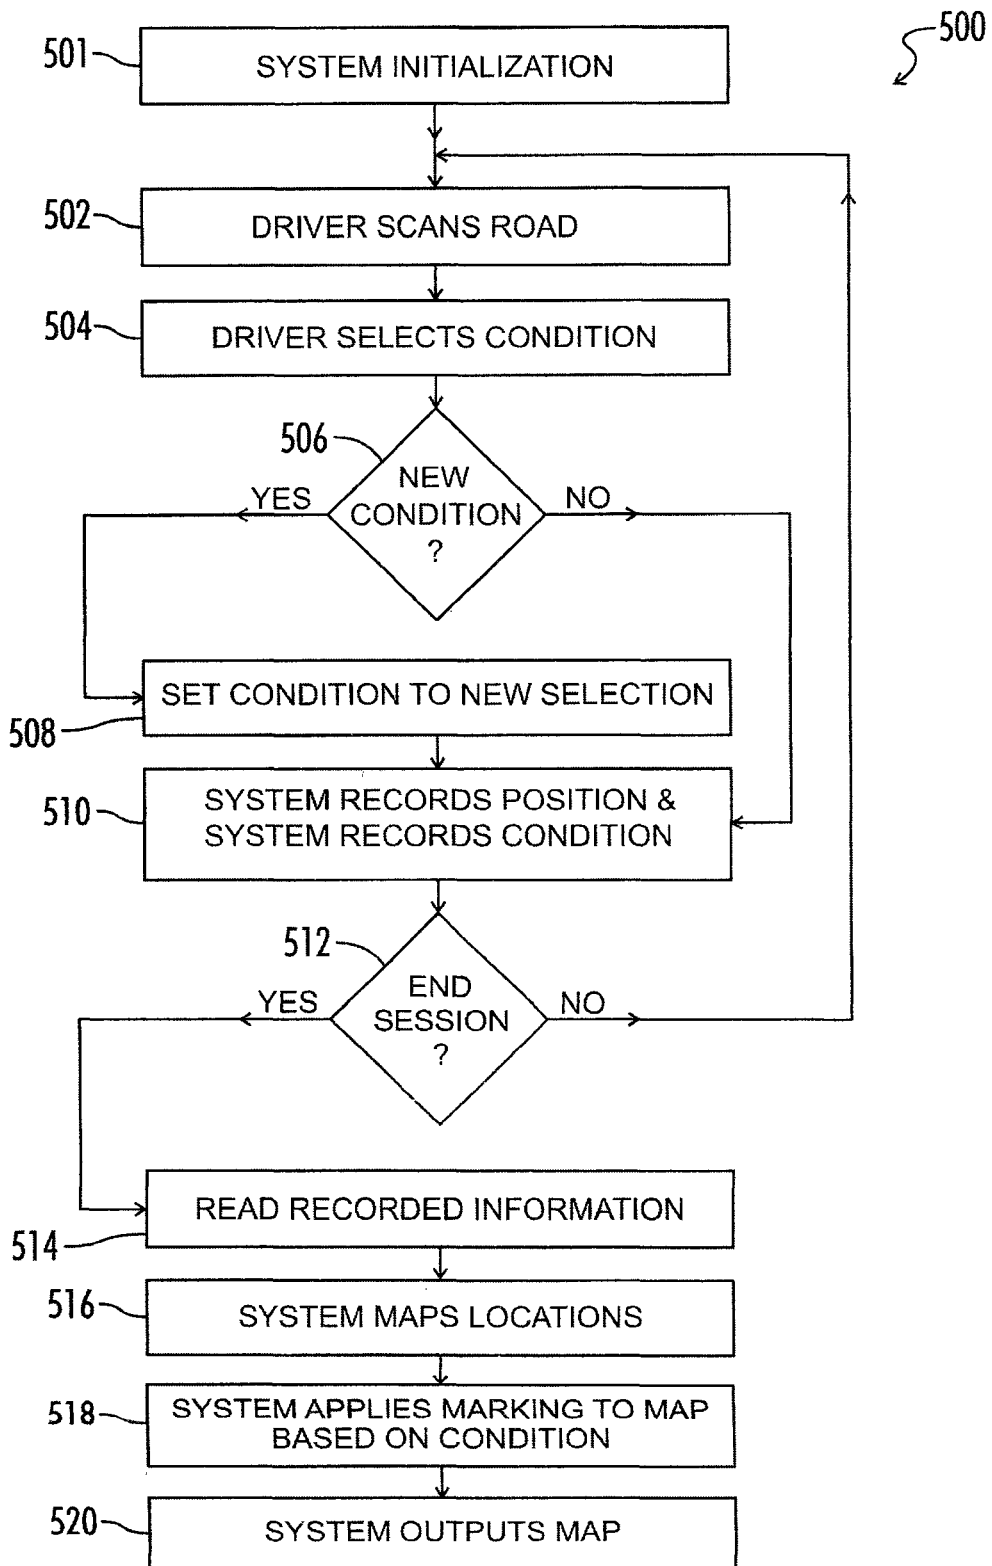 500
501
SYSTEM INITIALIZATION
502
DRIVER SCANS ROAD
504
DRIVER SELECTS CONDITION
506
NEW
CONDITION
?
YES
NO
SET CONDITION TO NEW SELECTION
508
510
SYSTEM RECORDS POSITION &
SYSTEM RECORDS CONDITION
512
END
SESSION
?
YES
NO
READ RECORDED INFORMATION
514
516
SYSTEM MAPS LOCATIONS
518
SYSTEM APPLIES MARKING TO MAP
BASED ON CONDITION
520
SYSTEM OUTPUTS MAP